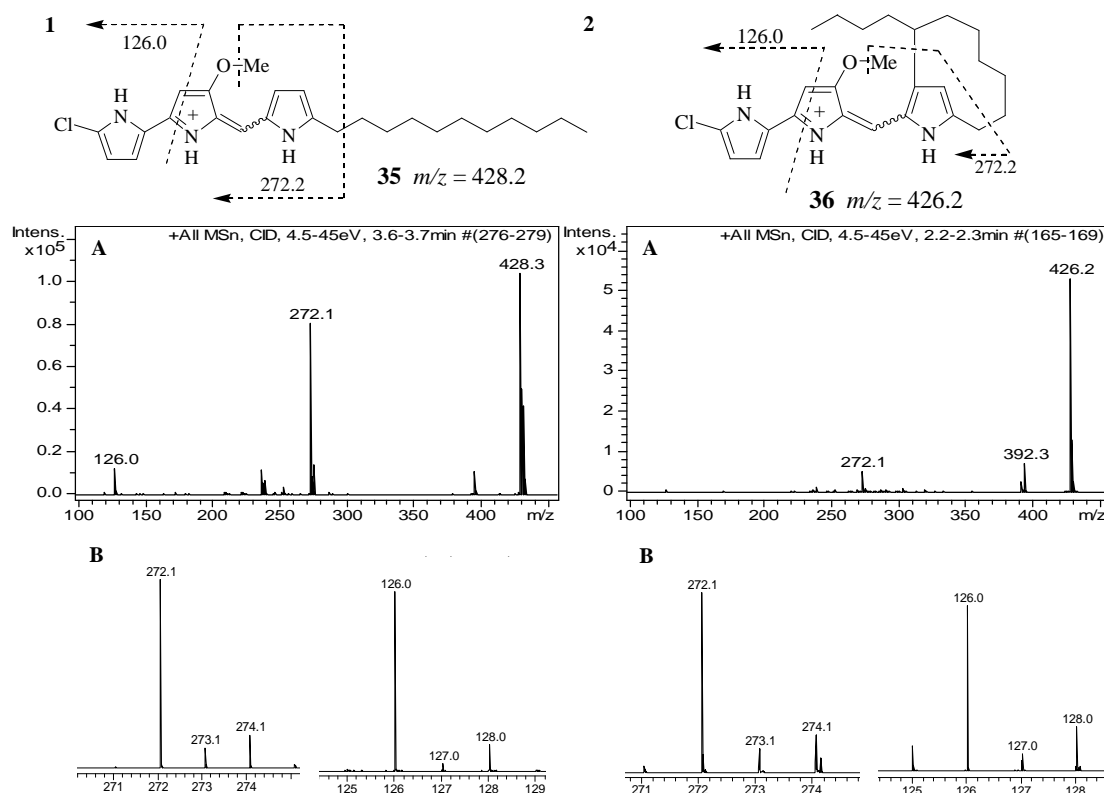 1
126.0
O Me
H
N
Cl
+
N
H
N
H
272.2
35 m/z = 428.2
2
126.0
O Me
H
N
Cl
+
N
H
N
H
272.2
36 m/z = 426.2
Intens.
x10^5
A
+All MSn, CID, 4.5-45eV, 3.6-3.7min #(276-279)
428.3
272.1
126.0
1.0
0.8
0.6
0.4
0.2
0.0
100 150 200 250 300 350 400 m/z
Intens.
x10^4
A
+All MSn, CID, 4.5-45eV, 2.2-2.3min #(165-169)
426.2
392.3
272.1
5
4
3
2
1
0
100 150 200 250 300 350 400 m/z
B
272.1
273.1
274.1
271 272 273 274
126.0
127.0
128.0
125 126 127 128 129
B
272.1
273.1
274.1
271 272 273 274
126.0
127.0
128.0
125 126 127 128